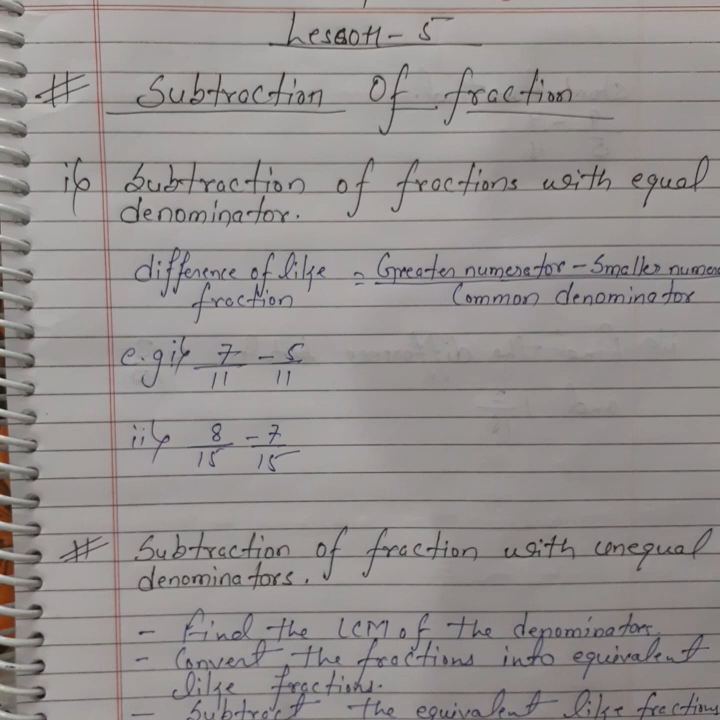 Lesson - 5
# Subtraction Of fraction
i) Subtraction of fractions with equal
denominator.
difference of like = Greater numerator - Smaller numer
fraction Common denominator
e.g i) 7/11 - 5/11
ii) 8/15 - 7/15
# Subtraction of fraction with unequal
denominators.
- Find the LCM of the denominators.
- Convert the fractions into equivalent
like fractions.
- Subtract the equivalent like fractions